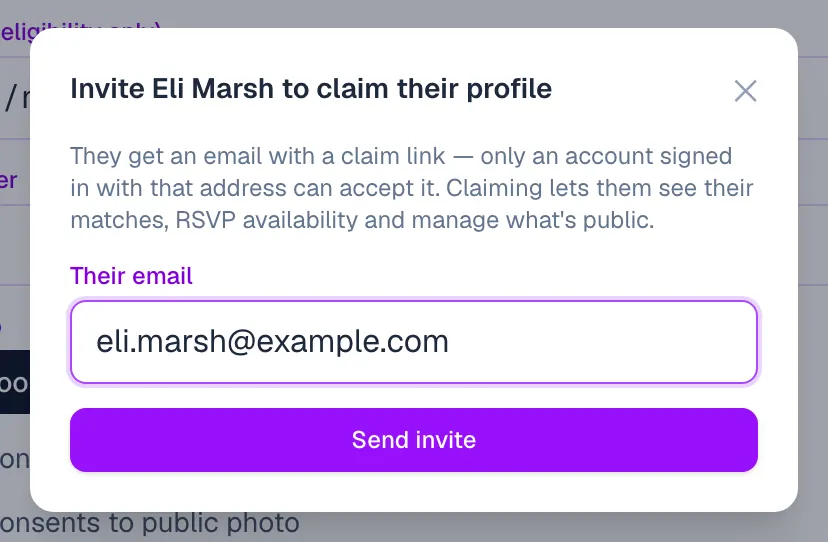 Invite Eli Marsh to claim their profile
They get an email with a claim link — only an account signed
in with that address can accept it. Claiming lets them see their
matches, RSVP availability and manage what's public.
Their email
eli.marsh@example.com
Send invite
onsents to public photo